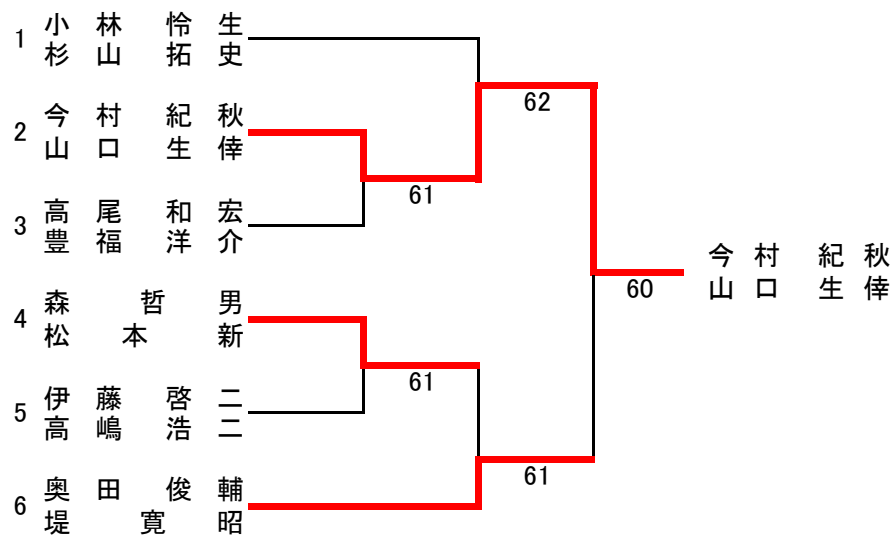 1 小林 怜生
杉山 拓史
2 今村 紀秋
山口 生倖
3 高尾 和宏
豊福 洋介
4 森 哲男
松本 新
5 伊藤 啓二
高嶋 浩二
6 奥田 俊輔
堤 寛昭
61
61
62
61
60
今村 紀秋
山口 生倖